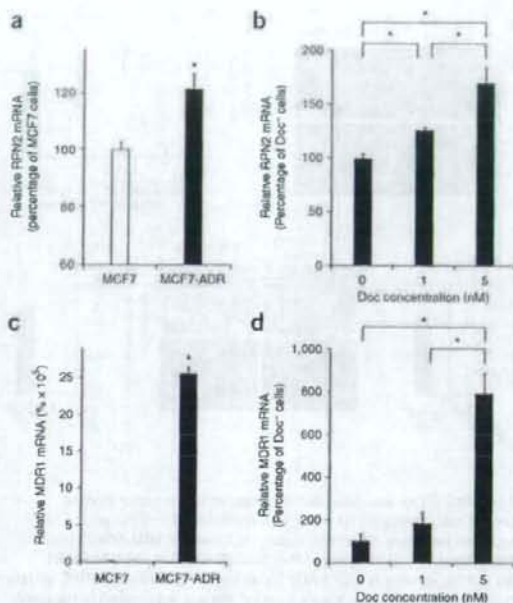 a
Relative RPN2 mRNA
(percentage of MCF7 cells)
120
100
80
60
MCF7
MCF7-ADR
*
b
Relative RPN2 mRNA
(Percentage of Doc⁻ cells)
200
150
100
50
0
0
1
5
Doc concentration (nM)
*
*
*
c
Relative MDR1 mRNA (% × 10⁵)
25
20
15
10
5
0
MCF7
MCF7-ADR
*
d
Relative MDR1 mRNA
(Percentage of Doc⁻ cells)
1,000
800
600
400
200
0
0
1
5
Doc concentration (nM)
*
*